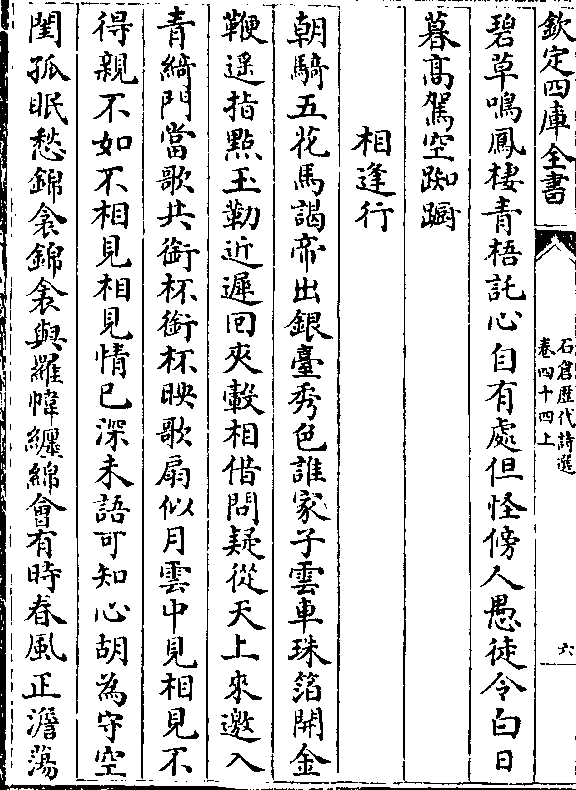 欽定四庫全書
石倉歷代詩選
卷四十四上
六
碧草鳴鳳棲青梧託心自有處但怪傍人愚徒令白日
暮高駕空踟蹰
相逢行
朝騎五花馬謁帝出銀臺秀色誰家子雲車珠箔開金
鞭遥指點玉勒近遲回夾轂相借問疑從天上來邀入
青綺門當歌共銜杯銜杯映歌扇似月雲中見相見不
得親不如不相見相見情已深未語可知心胡為守空
閨孤眠愁錦衾錦衾與羅幃纏綿會有時春風正澹蕩